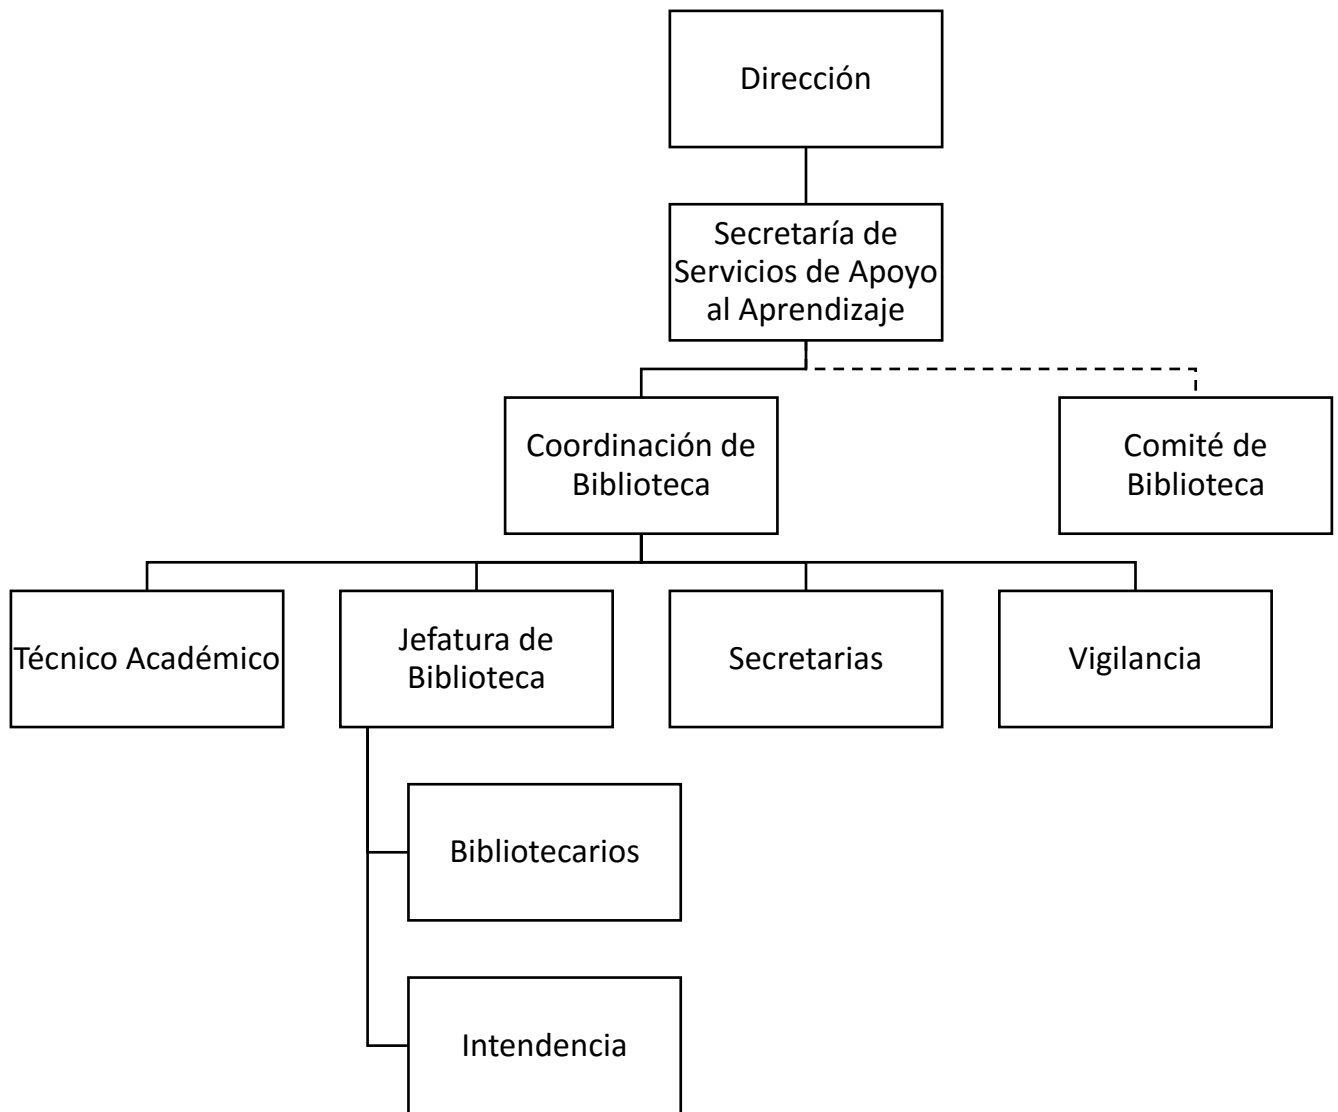 Dirección
Secretaría de
Servicios de Apoyo
al Aprendizaje
Coordinación de
Biblioteca
Comité de
Biblioteca
Técnico Académico
Jefatura de
Biblioteca
Secretarias
Vigilancia
Bibliotecarios
Intendencia